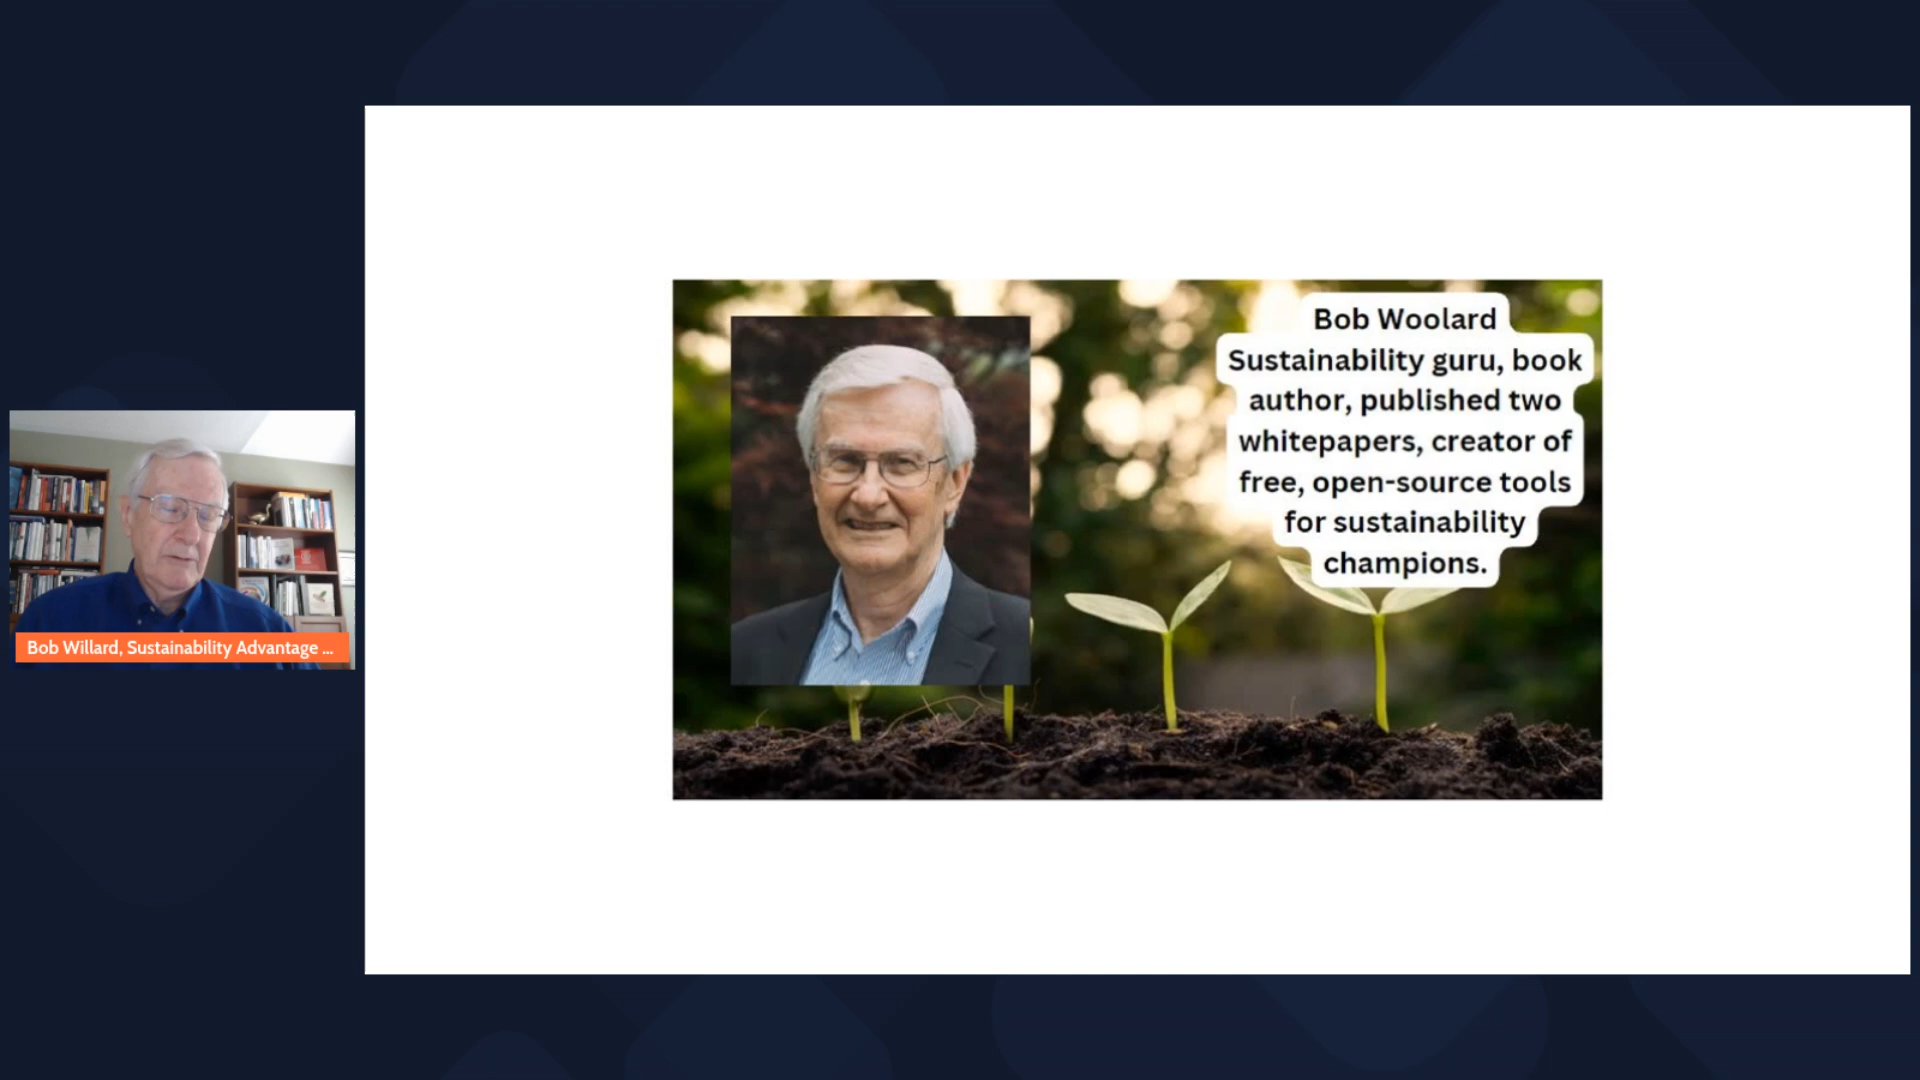 Bob Willard, Sustainability Advantage ...
Bob Woolard
Sustainability guru, book
author, published two
whitepapers, creator of
free, open-source tools
for sustainability
champions.